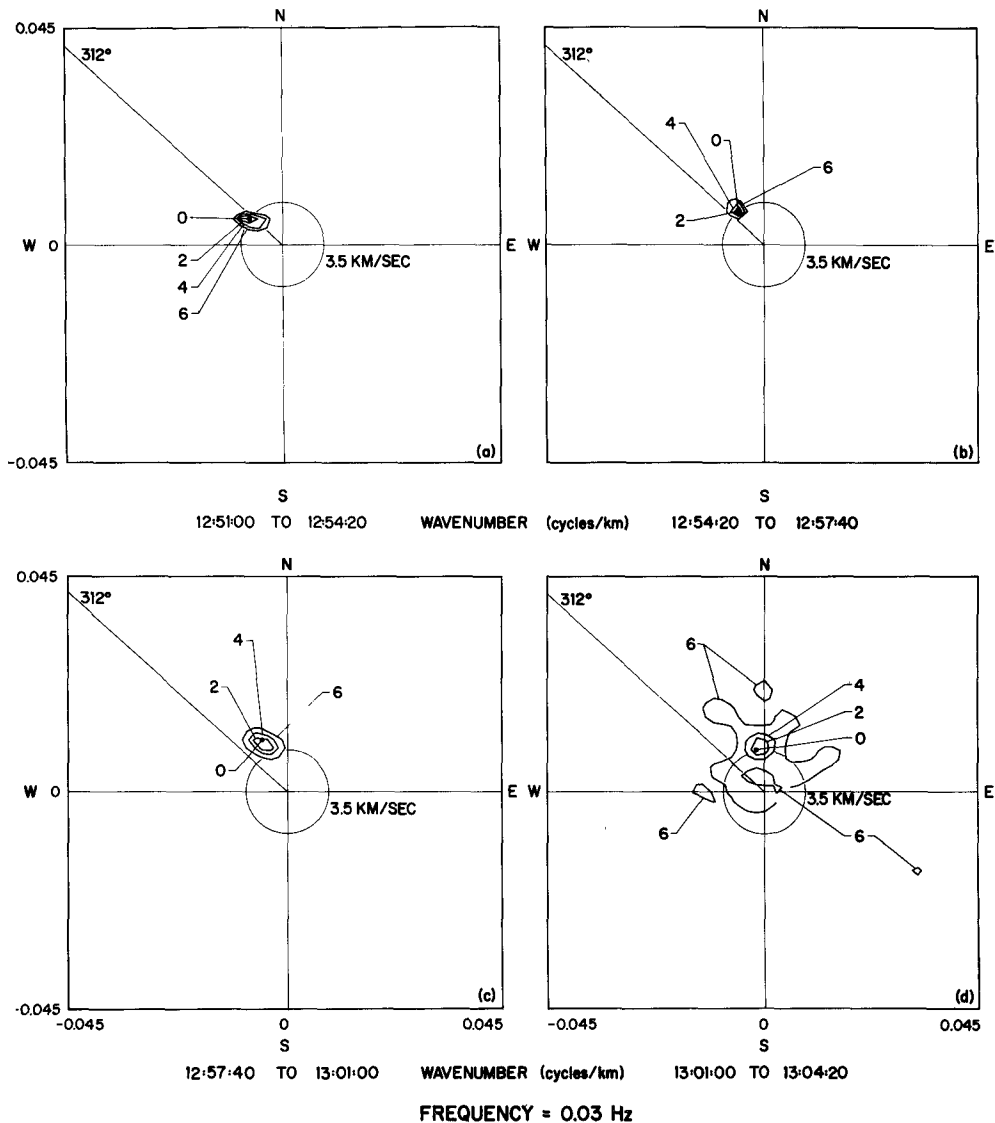 N
0.045
312°
0
2
4
6
W 0
E
3.5 KM/SEC
-0.045
(a)
S
N
312°
4
0
6
2
W
E
3.5 KM/SEC
(b)
S
12:51:00 TO 12:54:20 WAVENUMBER (cycles/km) 12:54:20 TO 12:57:40
N
0.045
312°
4
2
6
0
W 0
E
3.5 KM/SEC
-0.045
(c)
-0.045 0 0.045
S
N
312°
6
4
2
0
W
E
3.5 KM/SEC
6
6
(d)
-0.045 0 0.045
S
12:57:40 TO 13:01:00 WAVENUMBER (cycles/km) 13:01:00 TO 13:04:20
FREQUENCY = 0.03 Hz